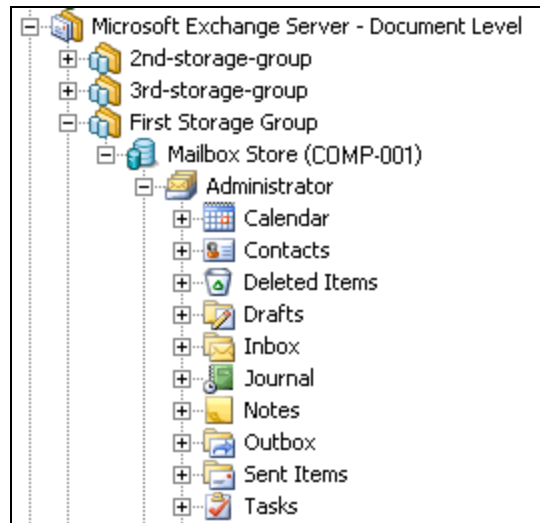 Microsoft Exchange Server - Document Level
2nd-storage-group
3rd-storage-group
First Storage Group
Mailbox Store (COMP-001)
Administrator
Calendar
Contacts
Deleted Items
Drafts
Inbox
Journal
Notes
Outbox
Sent Items
Tasks